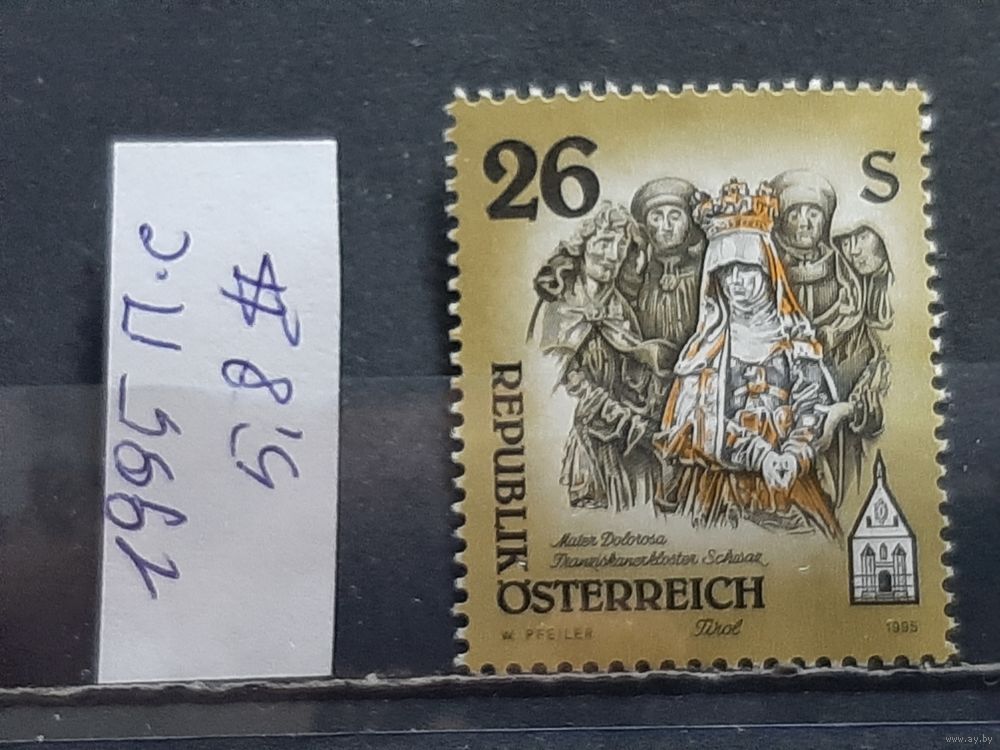 1995 П.с
5,8 $
26 S
REPUBLIK
ÖSTERREICH
Mater Dolorosa
Franziskanerkloster Schwaz
Tirol
W. PFEILER
1995
www.ay.by